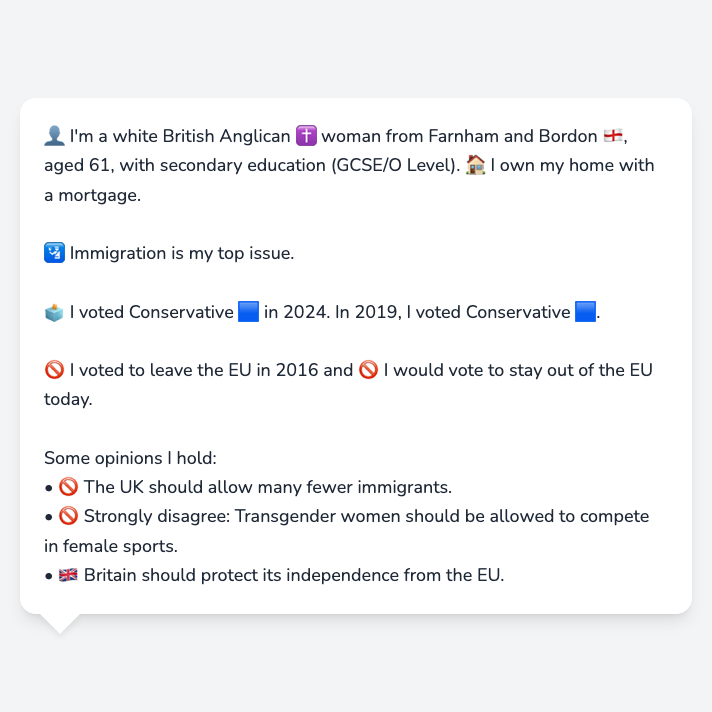 👤 I'm a white British Anglican ✝️ woman from Farnham and Bordon 🏴󠁧󠁢󠁥󠁮󠁧󠁿,
aged 61, with secondary education (GCSE/O Level). 🏠 I own my home with
a mortgage.
🛂 Immigration is my top issue.
🗳️ I voted Conservative 🟦 in 2024. In 2019, I voted Conservative 🟦.
🚫 I voted to leave the EU in 2016 and 🚫 I would vote to stay out of the EU
today.
Some opinions I hold:
• 🚫 The UK should allow many fewer immigrants.
• 🚫 Strongly disagree: Transgender women should be allowed to compete
in female sports.
• 🇬🇧 Britain should protect its independence from the EU.